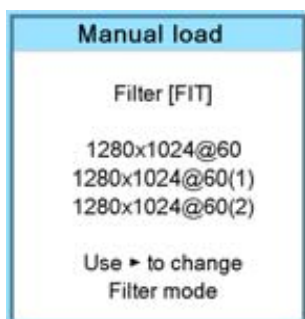 Manual load
Filter [FIT]
1280x1024@60
1280x1024@60(1)
1280x1024@60(2)
Use ► to change
Filter mode